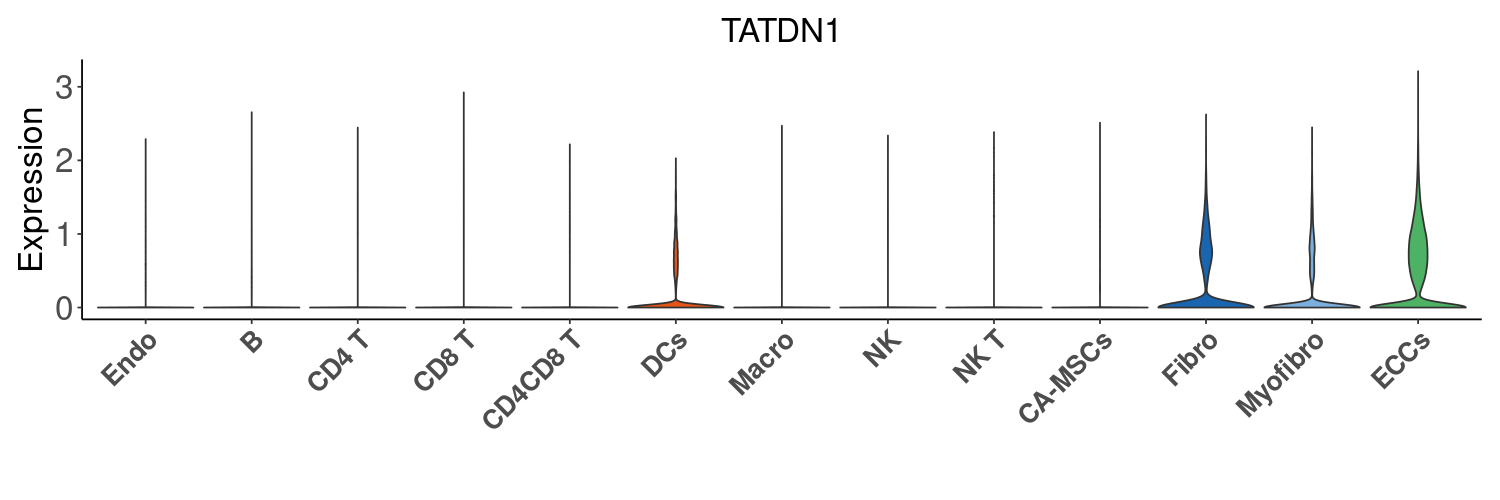 TATDN1
Expression
3
2
1
0
Endo
B
CD4 T
CD8 T
CD4CD8 T
DCs
Macro
NK
NK T
CA-MSCs
Fibro
Myofibro
ECCs